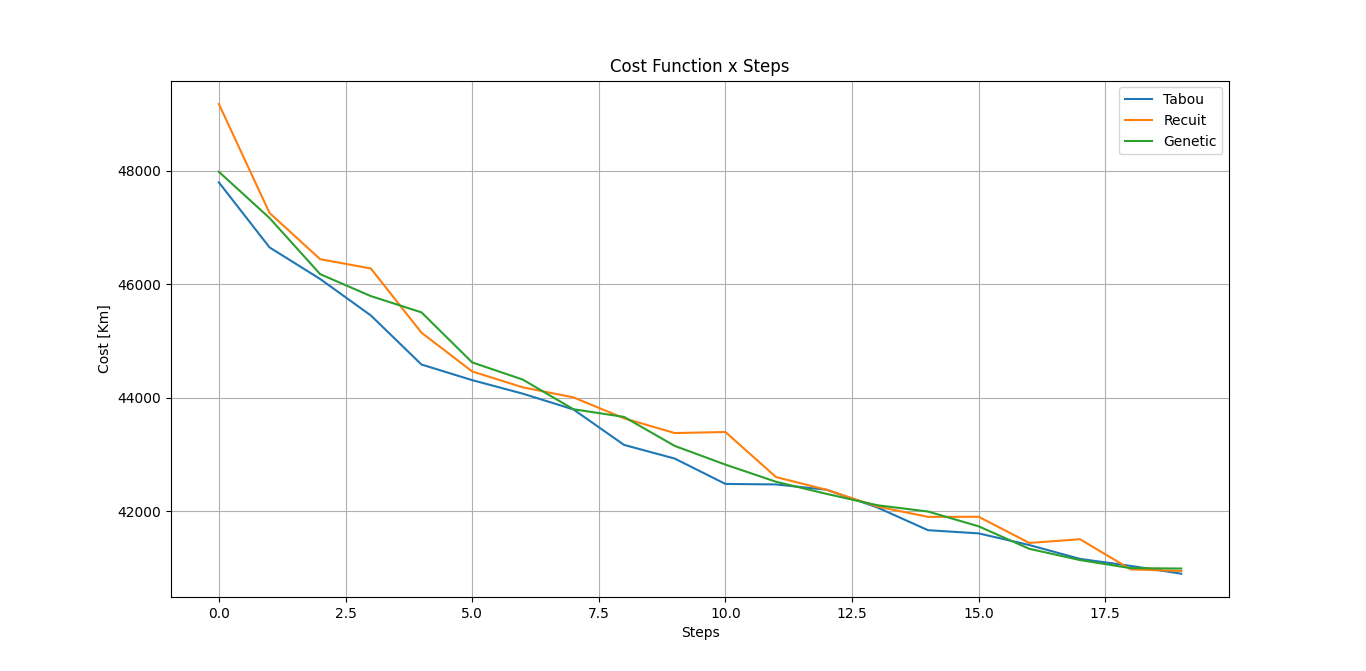 Cost Function x Steps
Tabou
Recuit
Genetic
48000
46000
44000
42000
Cost [Km]
0.0 2.5 5.0 7.5 10.0 12.5 15.0 17.5
Steps